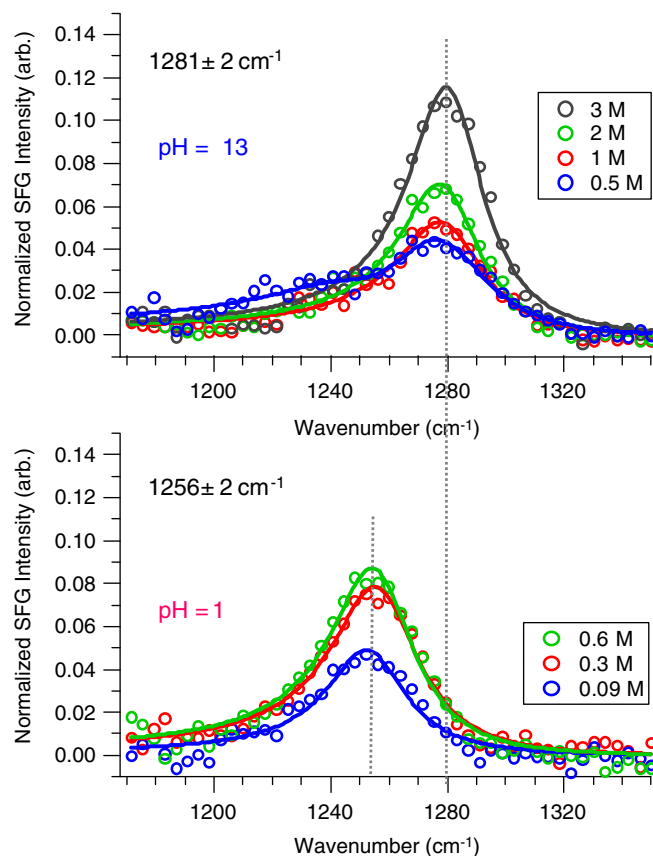 0.14
0.12
0.10
0.08
0.06
0.04
0.02
0.00
Normalized SFG Intensity (arb.)
1281± 2 cm-1
pH = 13
3 M
2 M
1 M
0.5 M
1200
1240
1280
1320
Wavenumber (cm-1)
0.14
0.12
0.10
0.08
0.06
0.04
0.02
0.00
Normalized SFG Intensity (arb.)
1256± 2 cm-1
pH = 1
0.6 M
0.3 M
0.09 M
1200
1240
1280
1320
Wavenumber (cm-1)